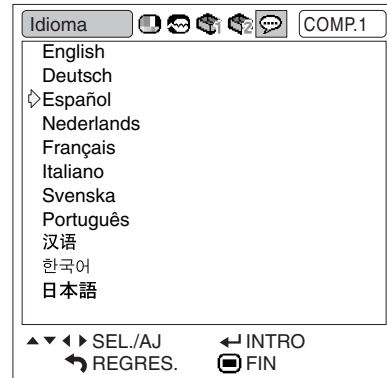 Idioma COMP.1
English
Deutsch
Español
Nederlands
Français
Italiano
Svenska
Português
汉语
한국어
日本語
SEL./AJ INTRO
REGRES. FIN